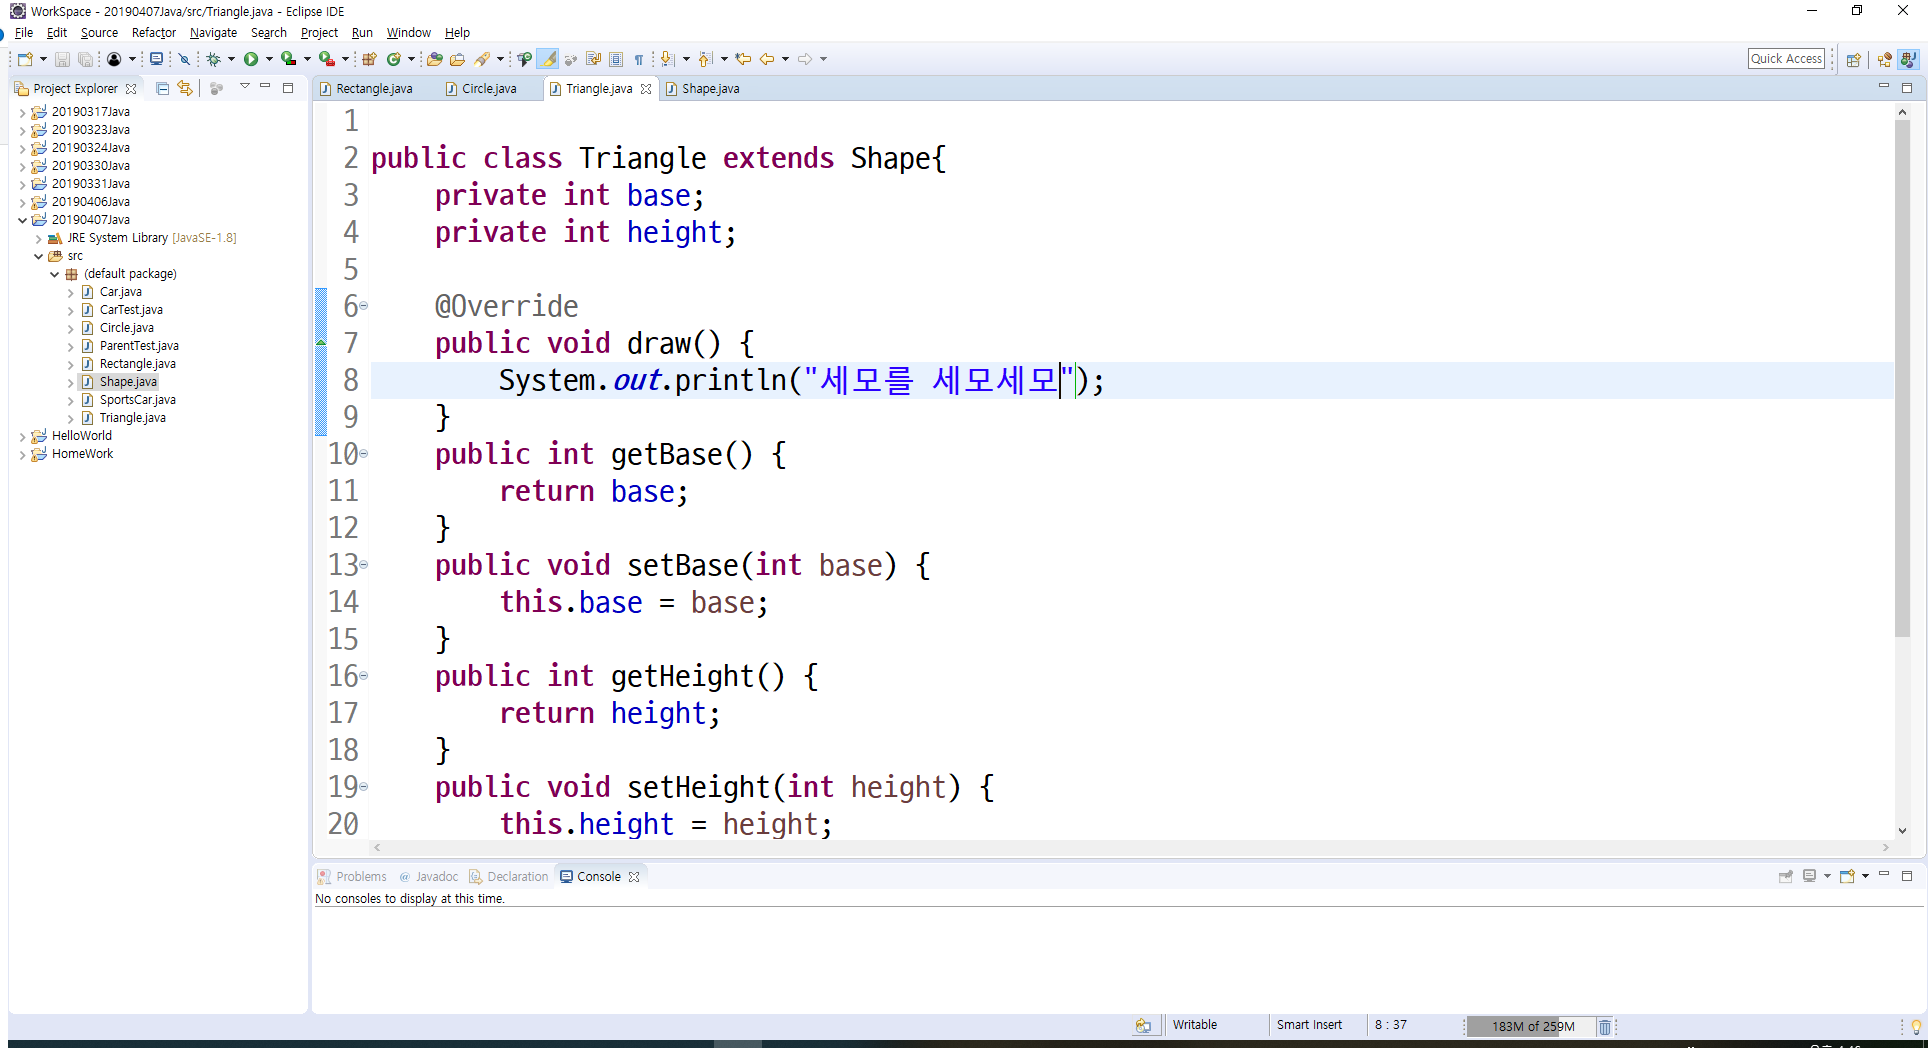 WorkSpace - 20190407Java/src/Triangle.java - Eclipse IDE
File Edit Source Refactor Navigate Search Project Run Window Help
Quick Access
Project Explorer
Rectangle.java Circle.java Triangle.java Shape.java
20190317Java
20190323Java
20190324Java
20190330Java
20190331Java
20190406Java
20190407Java
JRE System Library [JavaSE-1.8]
src
(default package)
Car.java
CarTest.java
Circle.java
ParentTest.java
Rectangle.java
Shape.java
SportsCar.java
Triangle.java
HelloWorld
HomeWork
1
2 public class Triangle extends Shape{
3 private int base;
4 private int height;
5
6 @Override
7 public void draw() {
8 System.out.println("세모를 세모세모");
9 }
10 public int getBase() {
11 return base;
12 }
13 public void setBase(int base) {
14 this.base = base;
15 }
16 public int getHeight() {
17 return height;
18 }
19 public void setHeight(int height) {
20 this.height = height;
Problems @ Javadoc Declaration Console
No consoles to display at this time.
Writable Smart Insert 8 : 37 183M of 259M